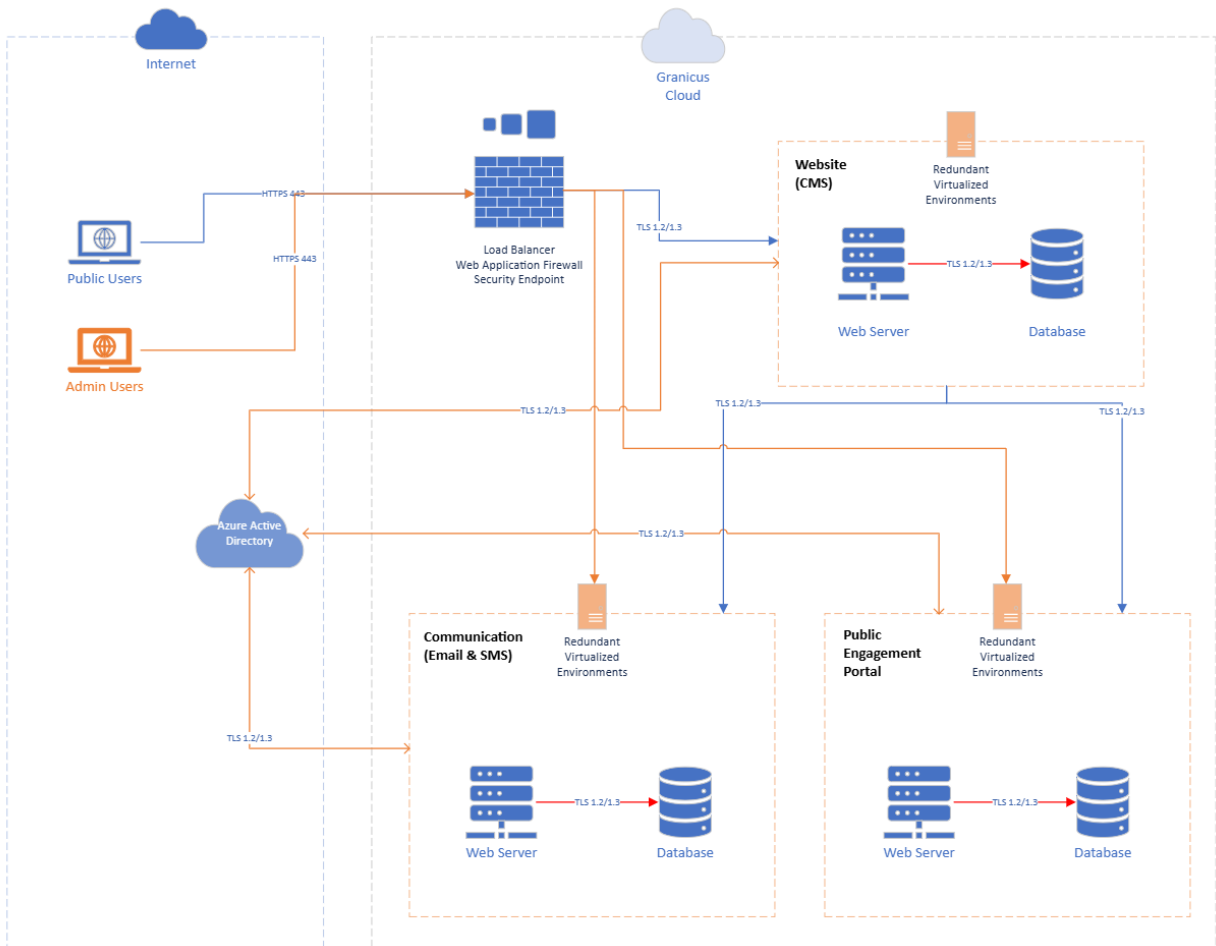 Internet
Granicus
Cloud
Website
(CMS)
Redundant
Virtualized
Environments
HTTPS 443
TLS 1.2/1.3
Load Balancer
Web Application Firewall
Security Endpoint
HTTPS 443
TLS 1.2/1.3
Public Users
Web Server
Database
Admin Users
TLS 1.2/1.3
TLS 1.2/1.3
TLS 1.2/1.3
Azure Active
Directory
TLS 1.2/1.3
Communication
(Email & SMS)
Redundant
Virtualized
Environments
Public
Engagement
Portal
Redundant
Virtualized
Environments
TLS 1.2/1.3
TLS 1.2/1.3
TLS 1.2/1.3
Web Server
Database
Web Server
Database